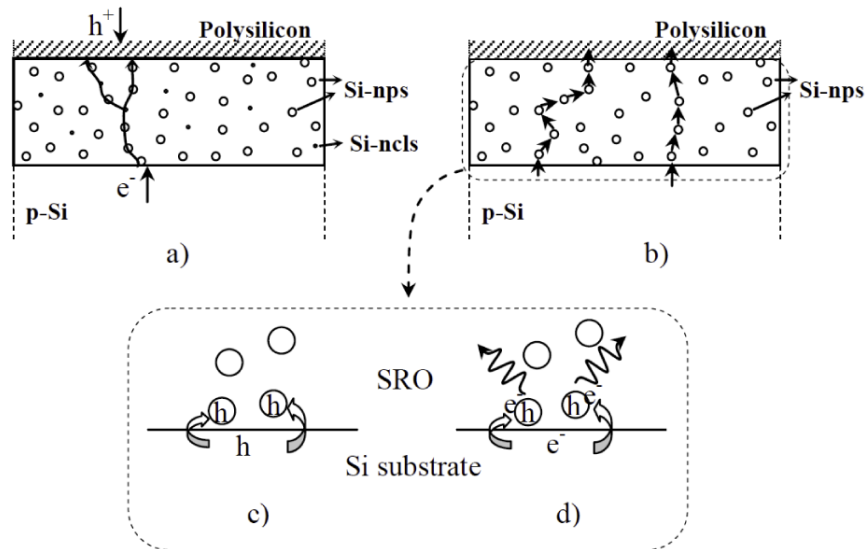 h+
Polysilicon
Si-nps
Si-ncls
e-
p-Si
a)
Polysilicon
Si-nps
p-Si
b)
SRO
h
h
h
Si substrate
c)
e-
e-
h
h
e-
d)